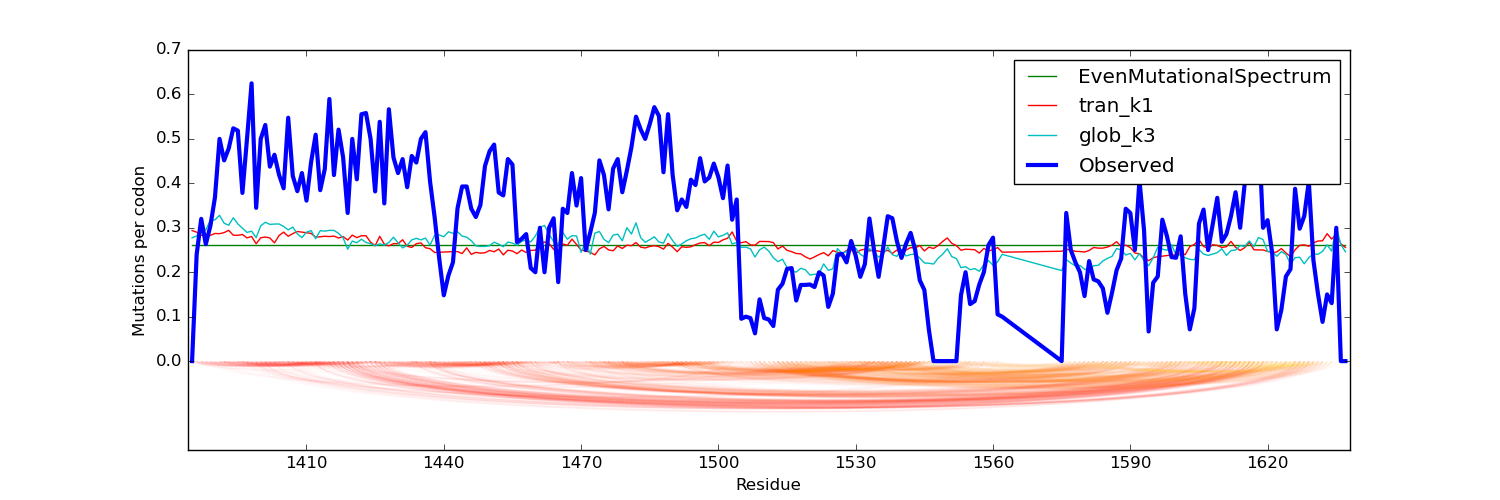 0.7
0.6
0.5
0.4
0.3
0.2
0.1
0.0
Mutations per codon
EvenMutationalSpectrum
tran_k1
glob_k3
Observed
1410 1440 1470 1500 1530 1560 1590 1620
Residue